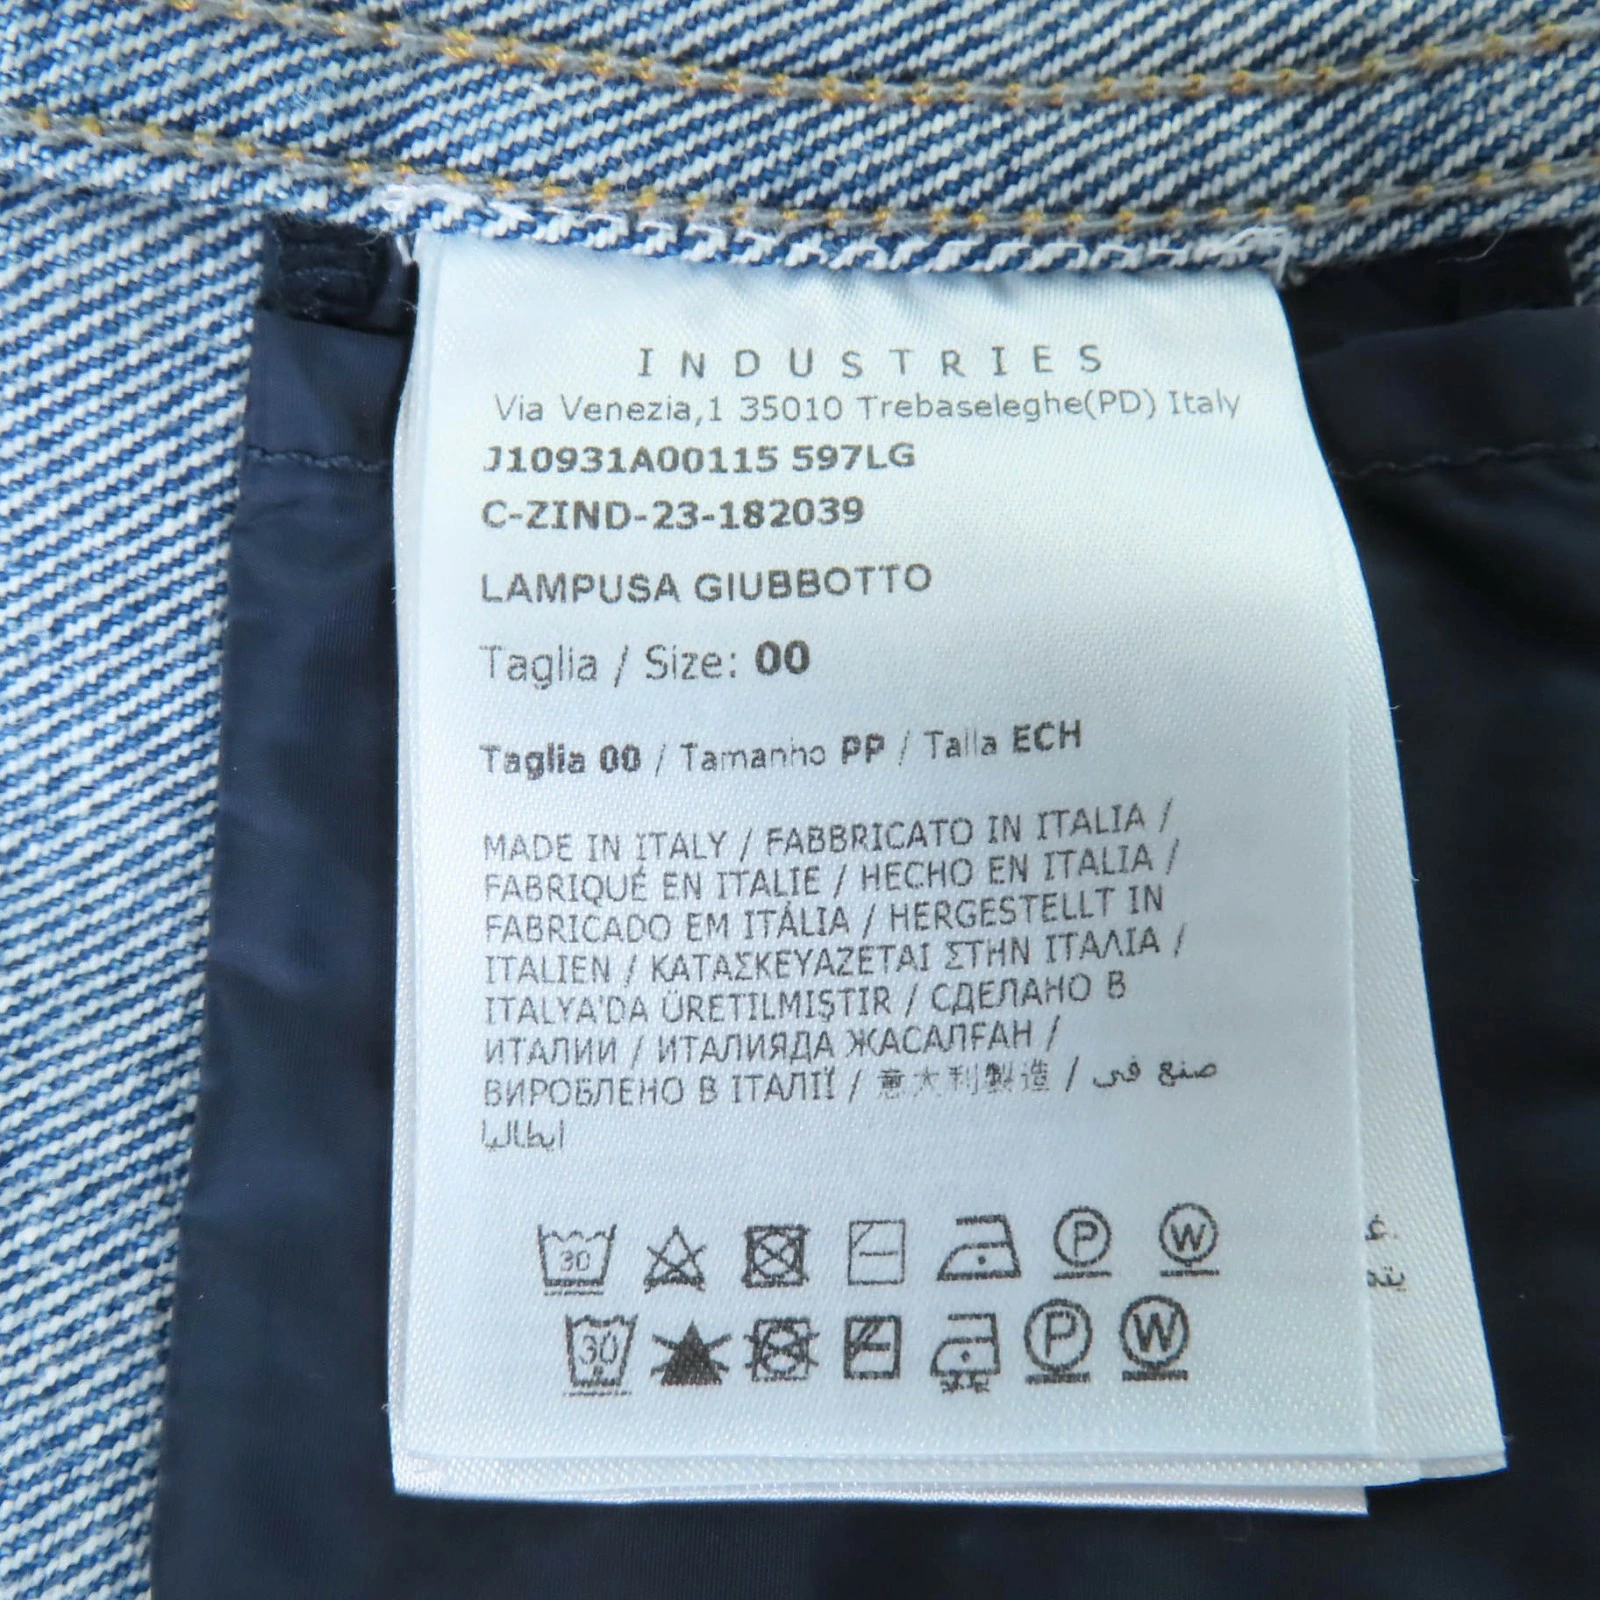 INDUSTRIES
Via Venezia,1 35010 Trebaseleghe(PD) Italy
J10931A00115 597LG
C-ZIND-23-182039
LAMPUSA GIUBBOTTO
Taglia / Size: 00
Taglia 00 / Tamanho PP / Talla ECH
MADE IN ITALY / FABBRICATO IN ITALIA /
FABRIQUÉ EN ITALIE / HECHO EN ITALIA /
FABRICADO EM ITÁLIA / HERGESTELLT IN
ITALIEN / ΚΑΤΑΣΚΕΥΑΖΕΤΑΙ ΣΤΗΝ ΙΤΑΛΙΑ /
ITALYA'DA ÜRETILMIŞTIR / СДЕЛАНО В
ИТАЛИИ / ИТАЛИЯДА ЖАСАЛҒАН /
ВИРОБЛЕНО В ІТАЛІЇ / 意大利製造 / صنع في
ايطاليا
30 P W
30 P W